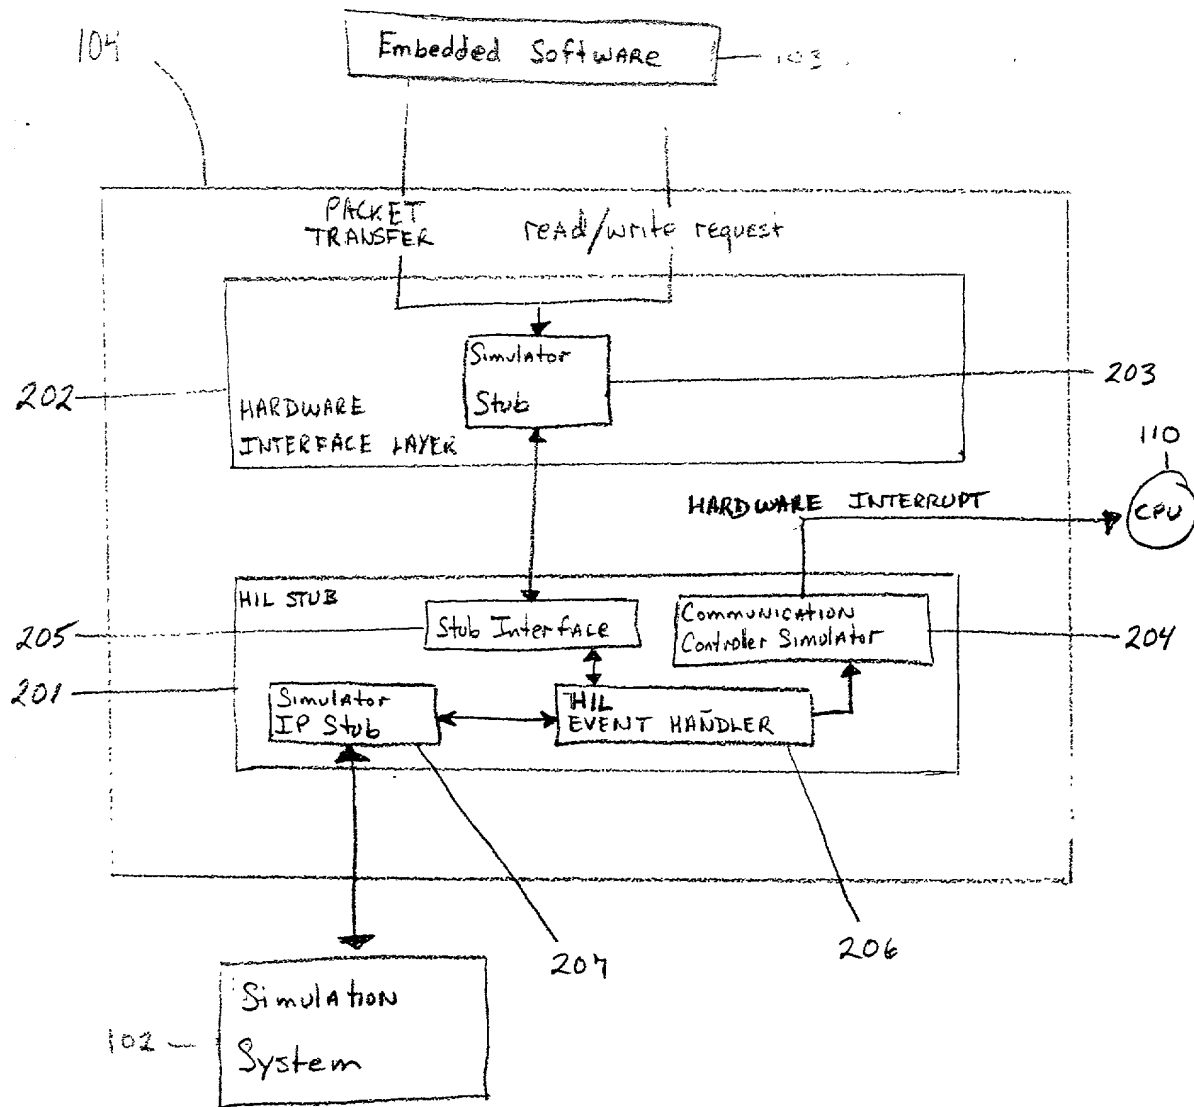 104
Embedded Software
103
PACKET
TRANSFER
read/write request
Simulator
Stub
203
202
HARDWARE
INTERFACE LAYER
110
CPU
HARDWARE INTERRUPT
HIL STUB
205
Stub Interface
Communication
Controler Simulator
204
201
Simulator
IP Stub
HIL
EVENT HANDLER
207
206
Simulation
System
102